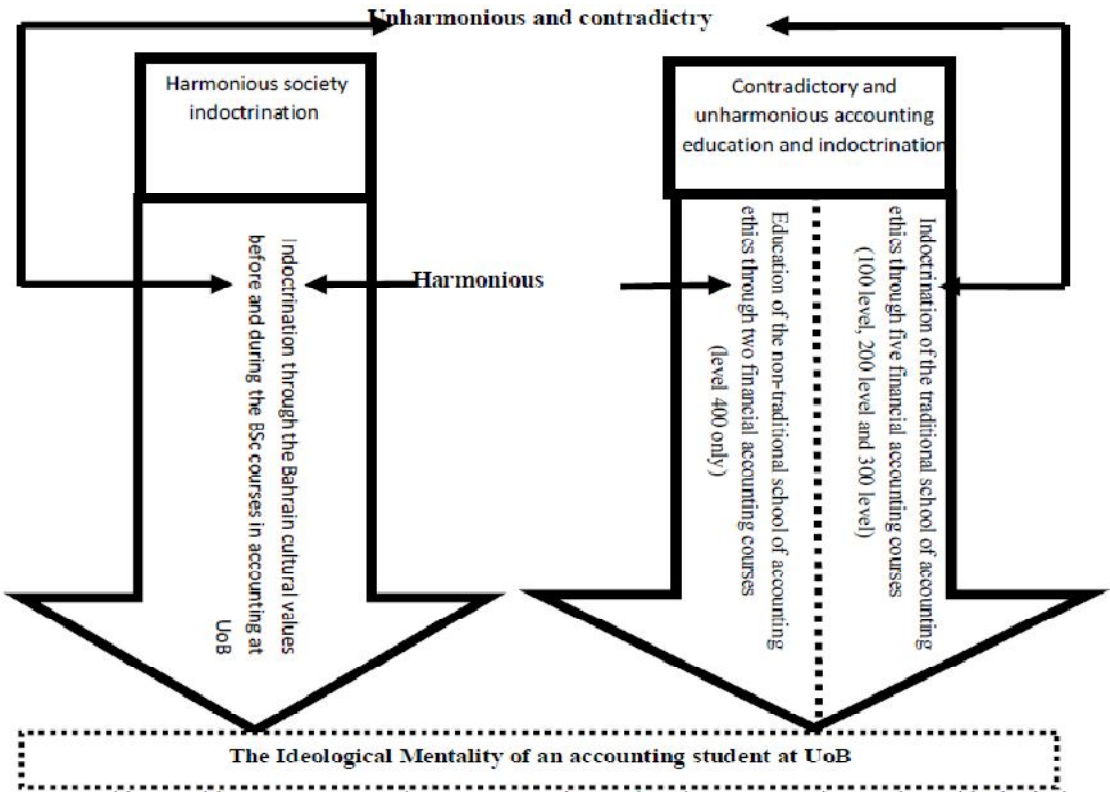 Unharmonious and contradictry
Harmonious society
indoctrination
Contradictory and
unharmonious accounting
education and indoctrination
Harmonious
Indoctrination through the Bahrain cultural values
before and during the BSc courses in accounting at
UoB
Indoctrination of the traditional school of accounting
ethics through five financial accounting courses
(100 level, 200 level and 300 level)
Education of the non-traditional school of accounting
ethics through two financial accounting courses
(level 400 only)
The Ideological Mentality of an accounting student at UoB